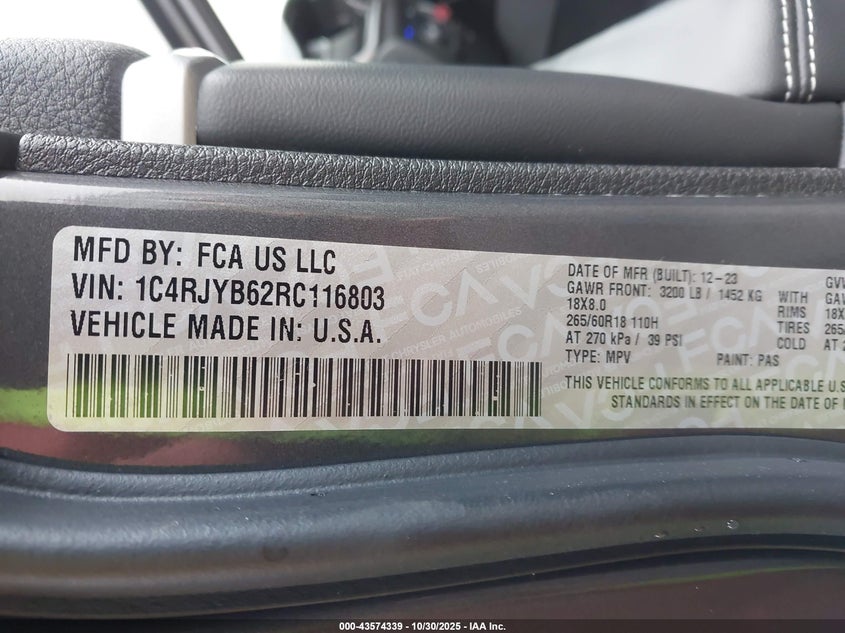 MFD BY: FCA US LLC
VIN: 1C4RJYB62RC116803
VEHICLE MADE IN: U.S.A.
DATE OF MFR (BUILT): 12-23
GAWR FRONT: 3200 LB / 1452 KG WITH
18X8.0 RIMS
265/60R18 110H TIRES
AT 270 kPa / 39 PSI COLD
TYPE: MPV PAINT: PAS
THIS VEHICLE CONFORMS TO ALL APPLICABLE U.S
STANDARDS IN EFFECT ON THE DATE OF
000-43574339 | 10/30/2025 - IAA Inc.